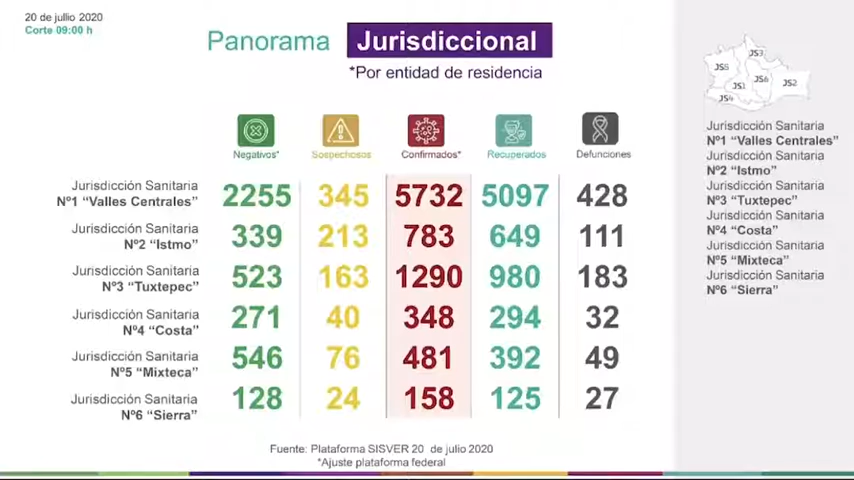 20 de jullio 2020
Corte 09:00 h
Panorama Jurisdiccional
*Por entidad de residencia
Negativos* Sospechosos Confirmados* Recuperados Defunciones
Jurisdicción Sanitaria
Nº1 “Valles Centrales” 2255 345 5732 5097 428
Jurisdicción Sanitaria
Nº2 “Istmo” 339 213 783 649 111
Jurisdicción Sanitaria
Nº3 “Tuxtepec” 523 163 1290 980 183
Jurisdicción Sanitaria
Nº4 “Costa” 271 40 348 294 32
Jurisdicción Sanitaria
Nº5 “Mixteca” 546 76 481 392 49
Jurisdicción Sanitaria
Nº6 “Sierra” 128 24 158 125 27
Fuente: Plataforma SISVER 20 de julio 2020
*Ajuste plataforma federal
JS3
JS5
JS6 JS2
JS1
JS4
Jurisdicción Sanitaria
Nº1 “Valles Centrales”
Jurisdicción Sanitaria
Nº2 “Istmo”
Jurisdicción Sanitaria
Nº3 “Tuxtepec”
Jurisdicción Sanitaria
Nº4 “Costa”
Jurisdicción Sanitaria
Nº5 “Mixteca”
Jurisdicción Sanitaria
Nº6 “Sierra”